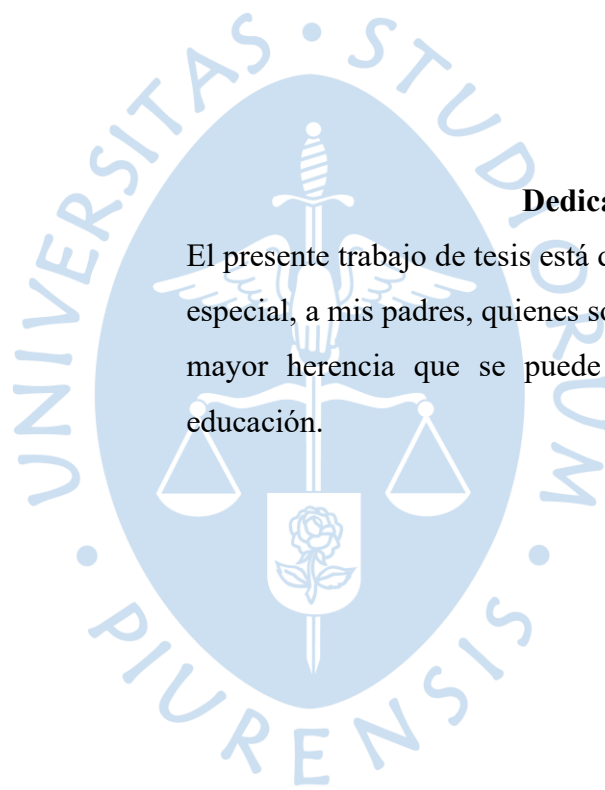 UNIVERSITAS • STUDIORUM • PIURENSIS •
Dedica
El presente trabajo de tesis está
especial, a mis padres, quienes
mayor herencia que se puede
educación.